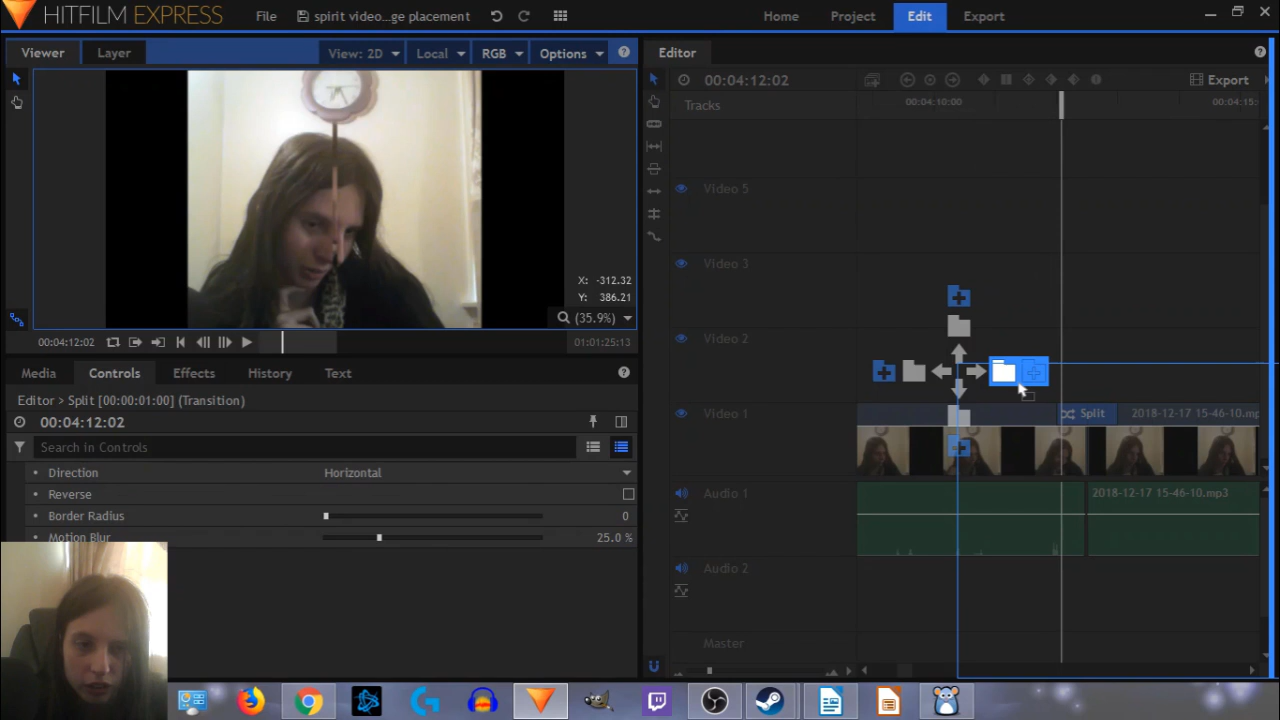 HITFILM EXPRESS
File
spirit video...ge placement
Home
Project
Edit
Export
Viewer
Layer
View: 2D
Local
RGB
Options
Editor
00:04:12:02
Export
Tracks
00:04:10:00
00:04:15:
Video 5
X: -312.32
Y: 386.21
Video 3
(35.9%)
00:04:12:02
01:01:25:13
Video 2
Media
Controls
Effects
History
Text
Editor > Split [00:00:01:00] (Transition)
00:04:12:02
Video 1
Split
2018-12-17 15-46-10.mp
Search in Controls
Direction
Horizontal
Reverse
Border Radius
0
Motion Blur
25.0 %
Audio 1
2018-12-17 15-46-10.mp3
Audio 2
Master